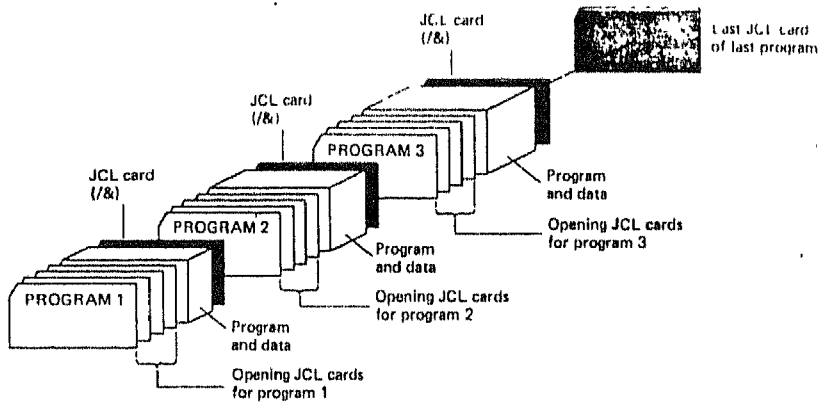 JCL card
(/&)
Last JCL card
of last program
JCL card
(/&)
PROGRAM 3
JCL card
(/&)
Program
and data
PROGRAM 2
Opening JCL cards
for program 3
Program
and data
PROGRAM 1
Opening JCL cards
for program 2
Program
and data
Opening JCL cards
for program 1